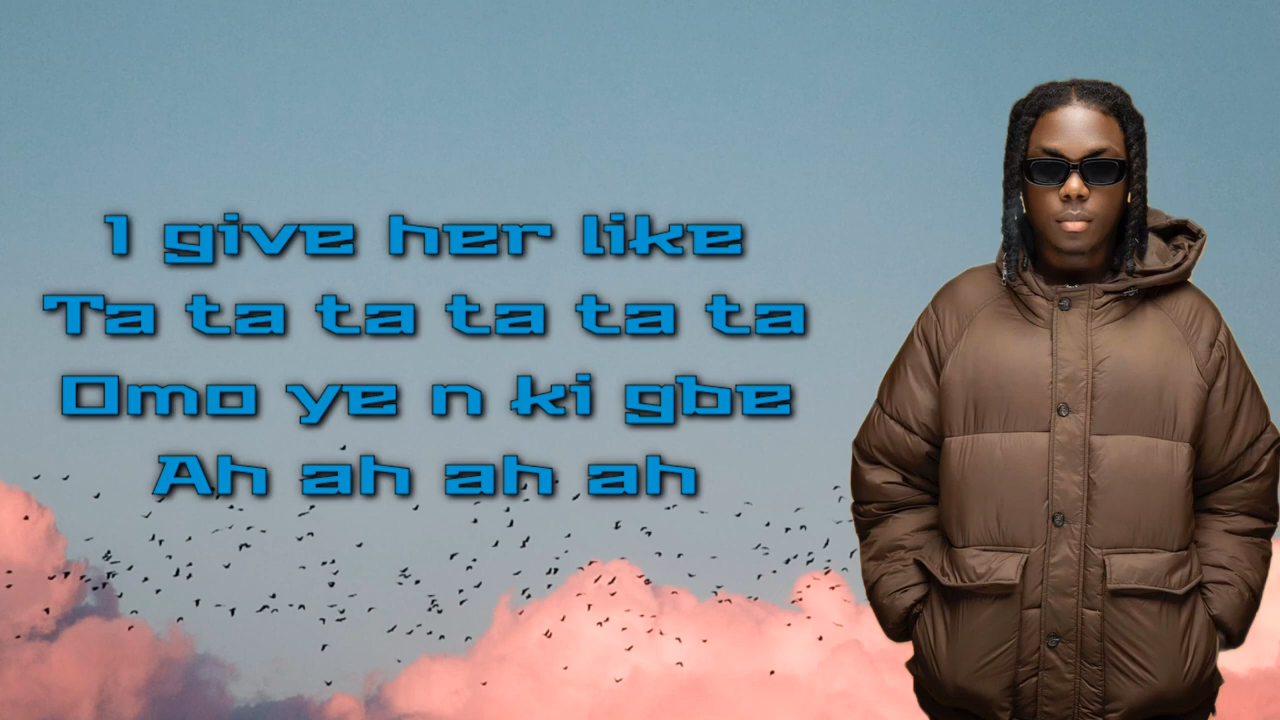 I give her like
Ta ta ta ta ta ta
Omo ye n ki gbe
Ah ah ah ah